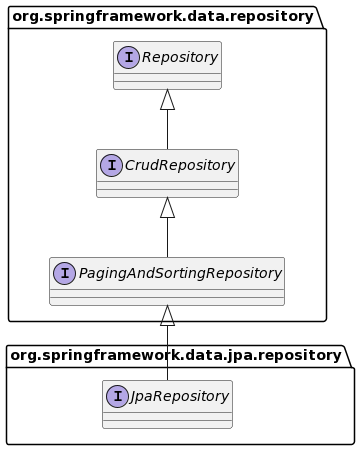 org.springframework.data.repository
I Repository
I CrudRepository
I PagingAndSortingRepository
org.springframework.data.jpa.repository
I JpaRepository